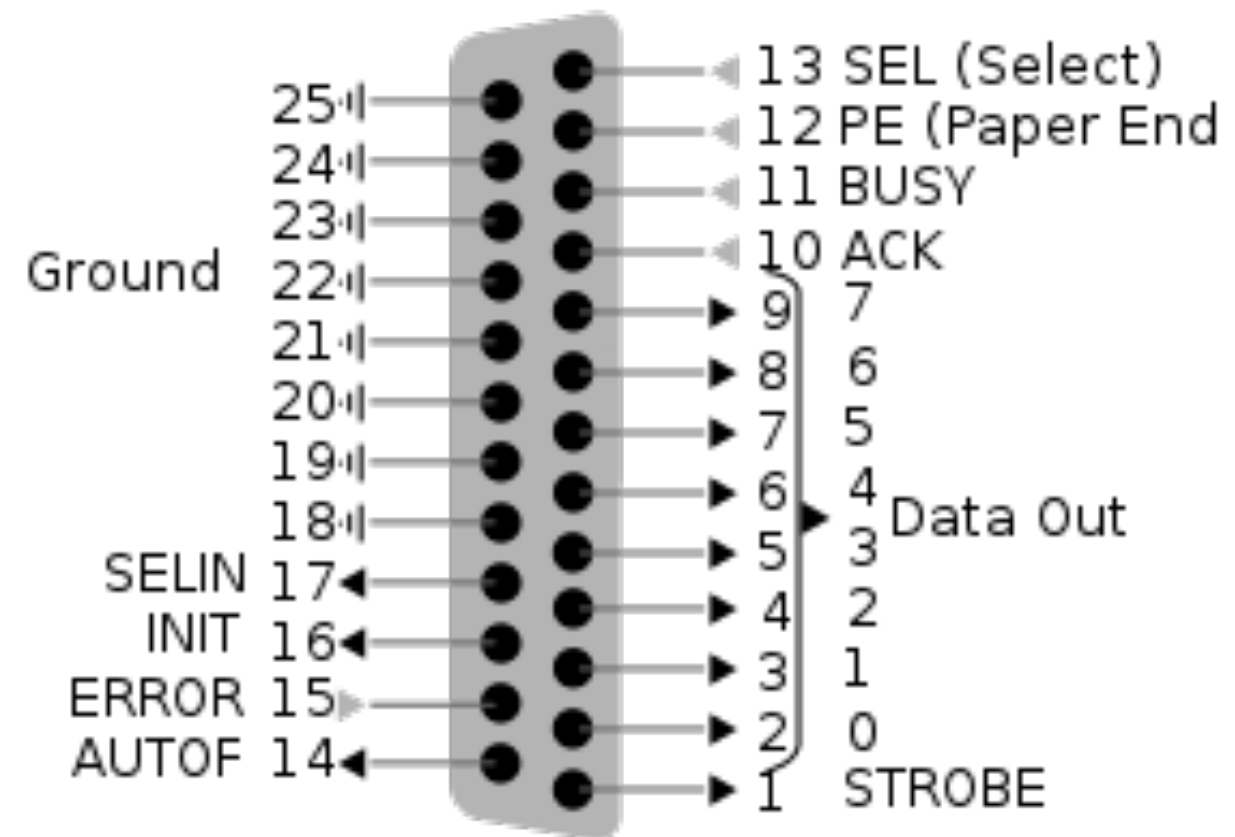 13 SEL (Select)
25
12 PE (Paper End
24
11 BUSY
23
10 ACK
Ground
22
9 7
21
8 6
20
7 5
19
6 4
Data Out
18
5 3
SELIN 17
4 2
INIT 16
3 1
ERROR 15
2 0
AUTOF 14
1 STROBE